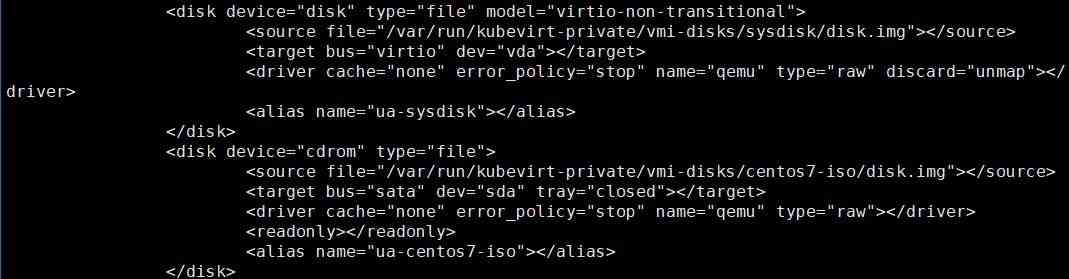 <disk device="disk" type="file" model="virtio-non-transitional">
<source file="/var/run/kubevirt-private/vmi-disks/sysdisk/disk.img"></source>
<target bus="virtio" dev="vda"></target>
<driver cache="none" error_policy="stop" name="qemu" type="raw" discard="unmap"></
driver>
<alias name="ua-sysdisk"></alias>
</disk>
<disk device="cdrom" type="file">
<source file="/var/run/kubevirt-private/vmi-disks/centos7-iso/disk.img"></source>
<target bus="sata" dev="sda" tray="closed"></target>
<driver cache="none" error_policy="stop" name="qemu" type="raw"></driver>
<readonly></readonly>
<alias name="ua-centos7-iso"></alias>
</disk>